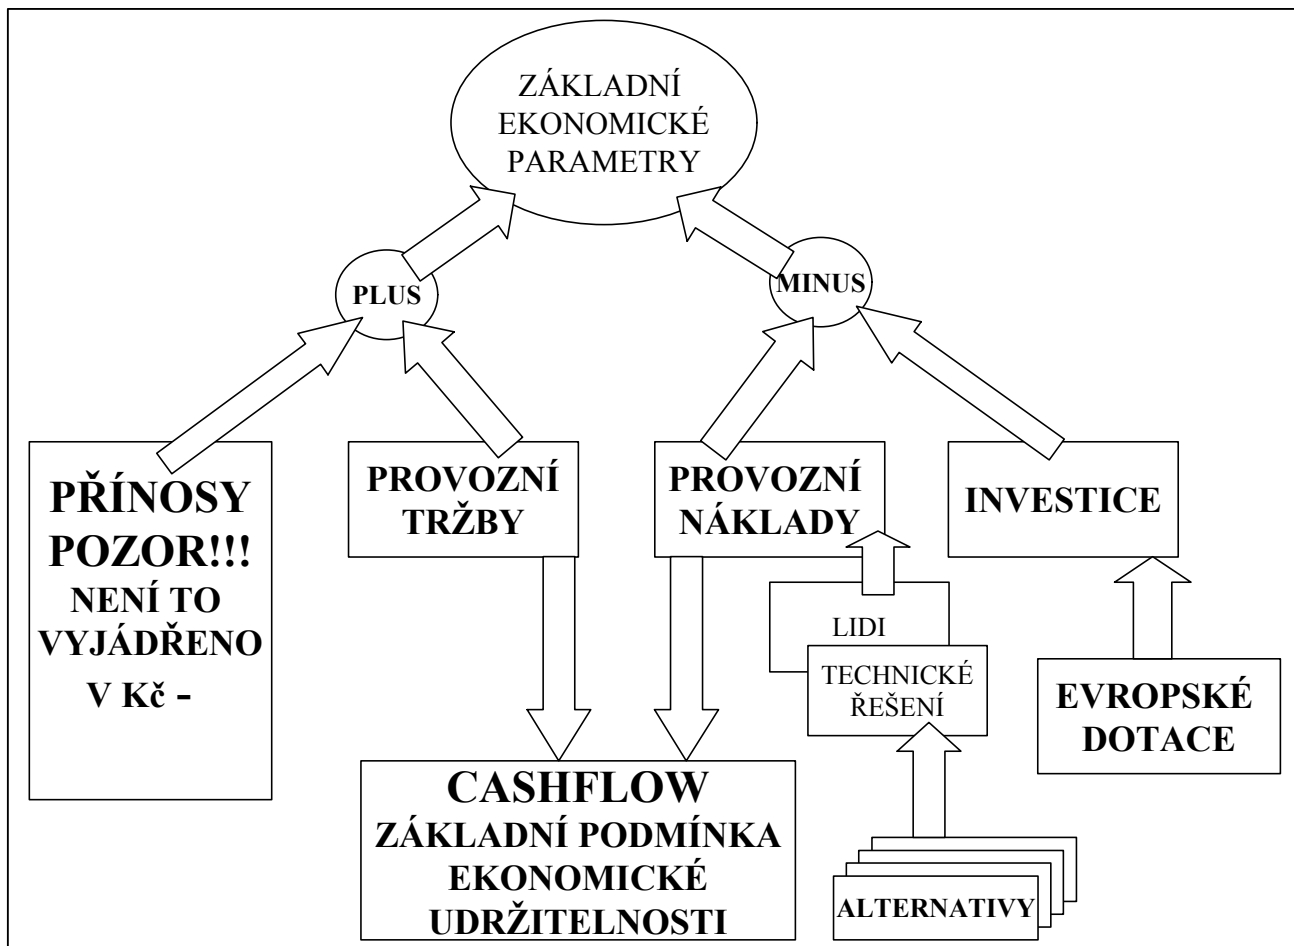 ZÁKLADNÍ
EKONOMICKÉ
PARAMETRY
PLUS
MINUS
PŘÍNOSY
POZOR!!!
NENÍ TO
VYJÁDŘENO
V Kč -
PROVOZNÍ
TRŽBY
PROVOZNÍ
NÁKLADY
INVESTICE
LIDI
TECHNICKÉ
ŘEŠENÍ
EVROPSKÉ
DOTACE
CASHFLOW
ZÁKLADNÍ PODMÍNKA
EKONOMICKÉ
UDRŽITELNOSTI
ALTERNATIVY